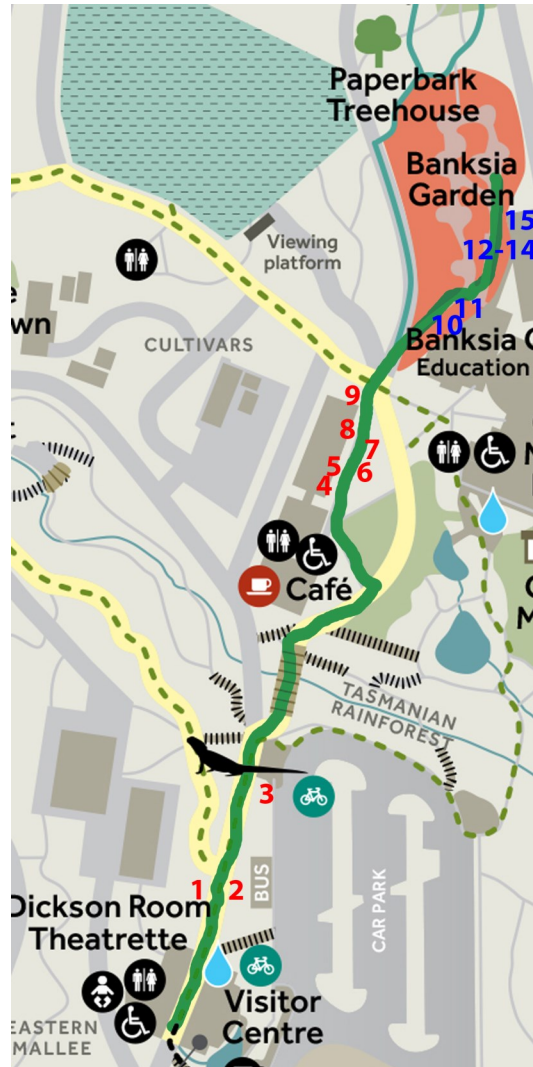 Paperbark
Treehouse
Banksia
Garden
15
12-14
Viewing
platform
11
10
wn
CULTIVARS
Banksia C
Education
9
8
7
5
6
4
N
Café
M
TASMANIAN
RAINFOREST
3
1
2
BUS
CAR PARK
Dickson Room
Theatrette
Visitor
Centre
EASTERN
MALLEE